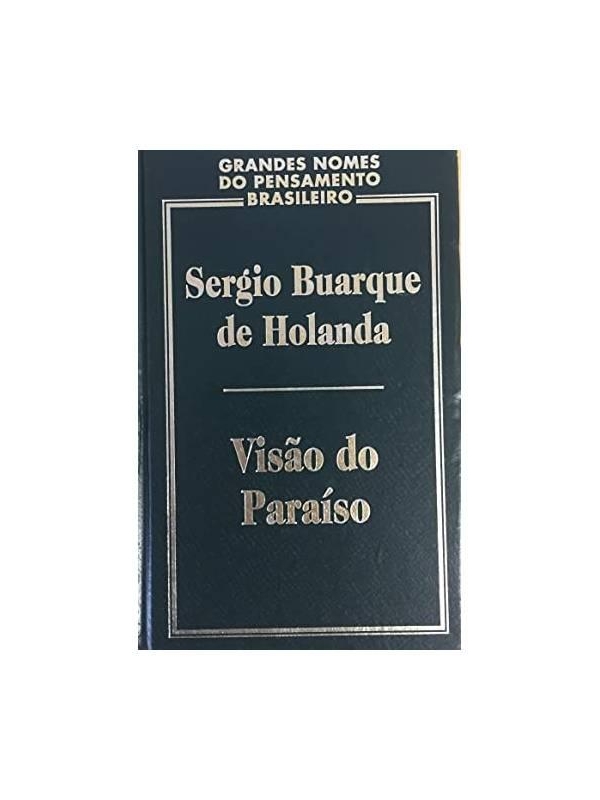 GRANDES NOMES
DO PENSAMENTO
BRASILEIRO
Sergio Buarque
de Holanda
Visão do
Paraíso